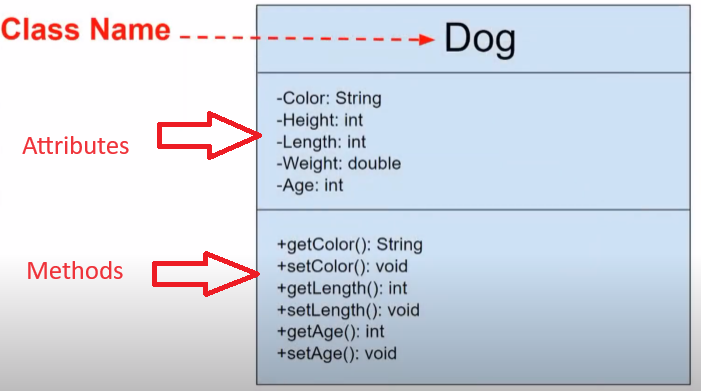 Class Name
Dog
Attributes
-Color: String
-Height: int
-Length: int
-Weight: double
-Age: int
Methods
+getColor(): String
+setColor(): void
+getLength(): int
+setLength(): void
+getAge(): int
+setAge(): void